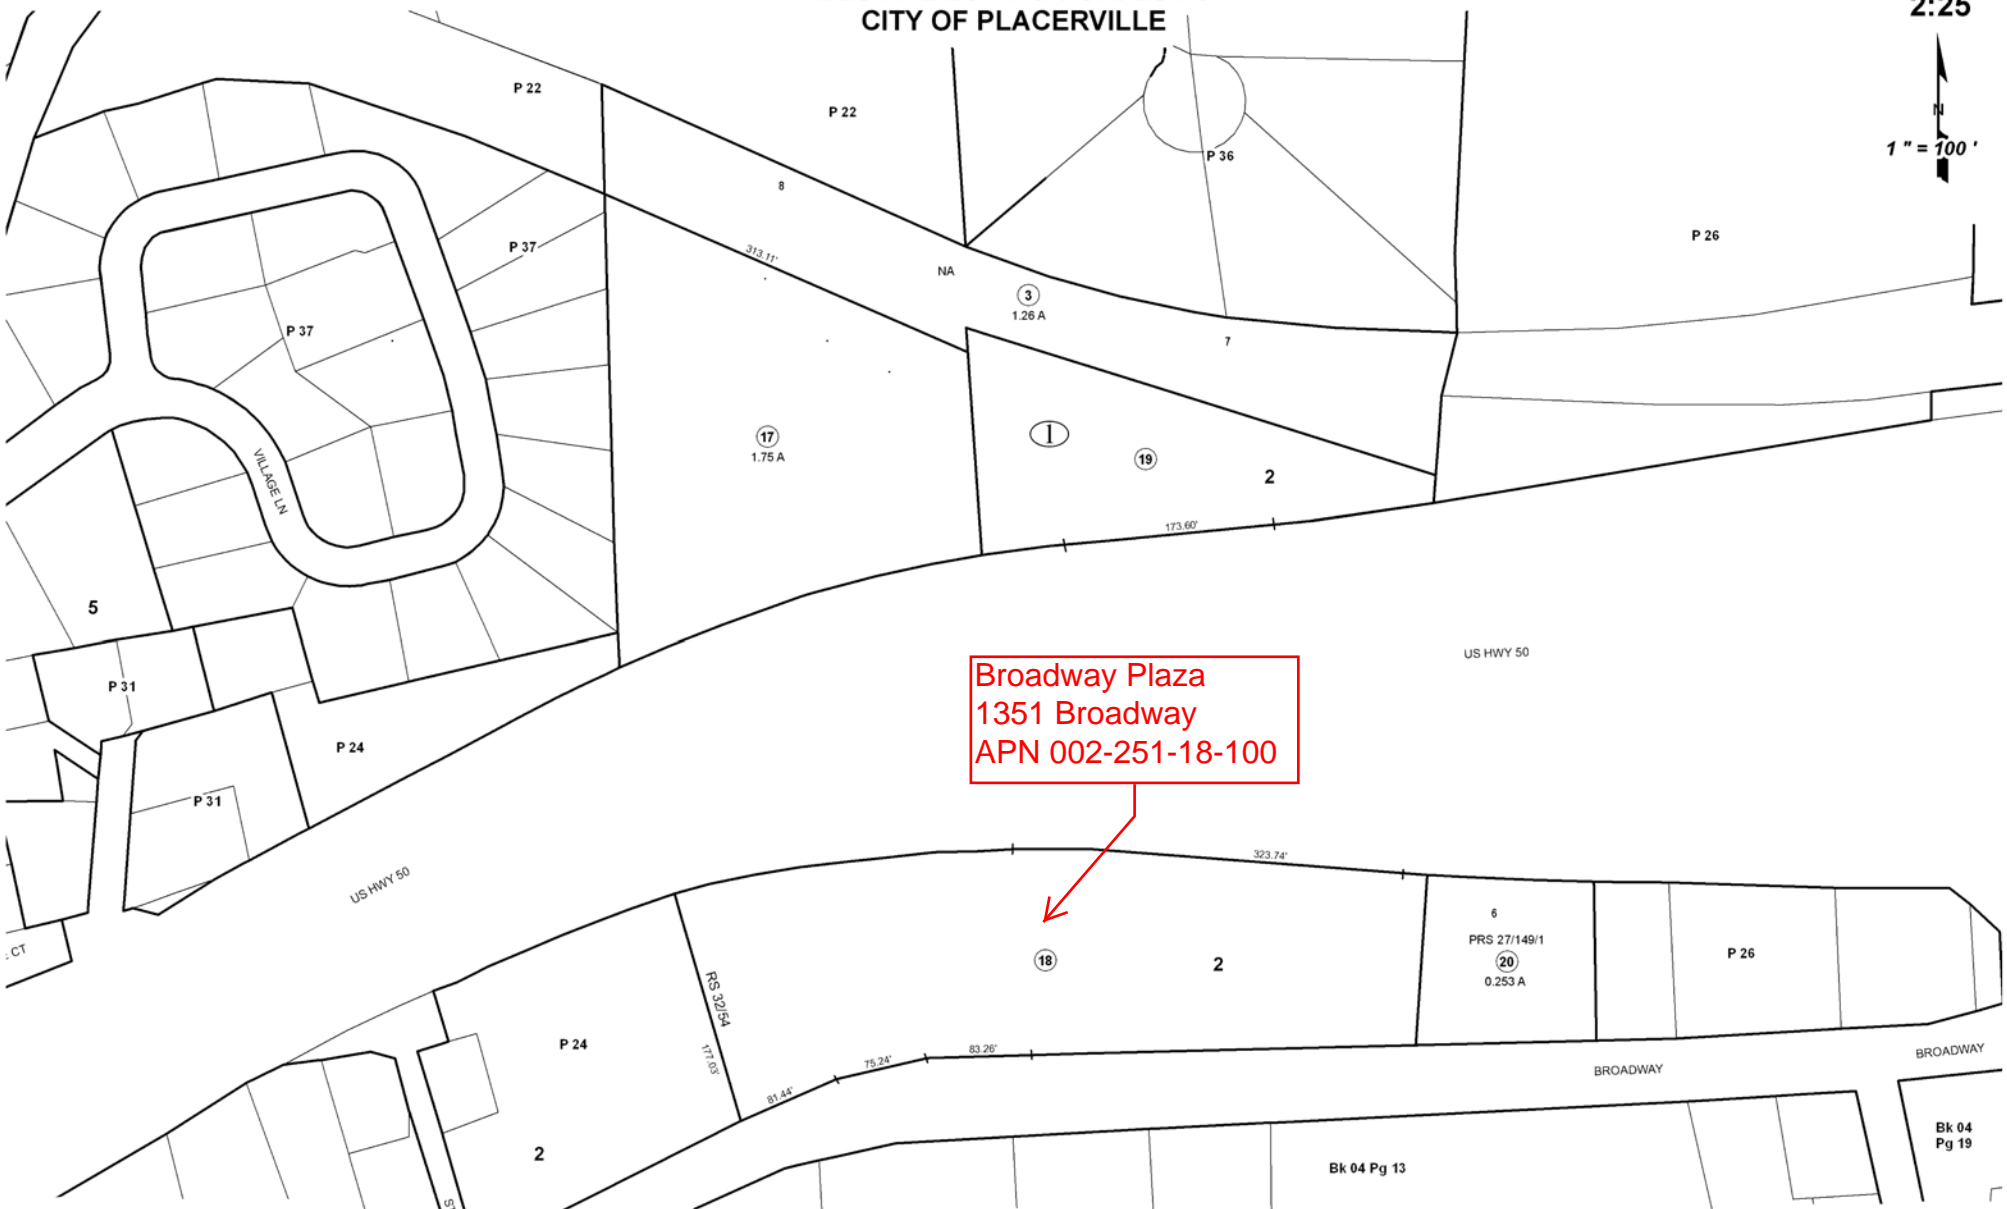 CITY OF PLACERVILLE
2:25
N
1 " = 100 '
P 22
P 22
P 36
P 26
8
P 37
313.11'
NA
3
1.26 A
7
P 37
17
1.75 A
1
19
2
VILLAGE LN
173.60'
5
US HWY 50
P 31
P 24
P 31
Broadway Plaza
1351 Broadway
APN 002-251-18-100
US HWY 50
323.74'
CT
6
PRS 27/149/1
20
0.253 A
P 26
18
2
RS 32/54
177.03'
P 24
81.44'
75.24'
83.26'
BROADWAY
BROADWAY
2
Bk 04 Pg 13
Bk 04
Pg 19